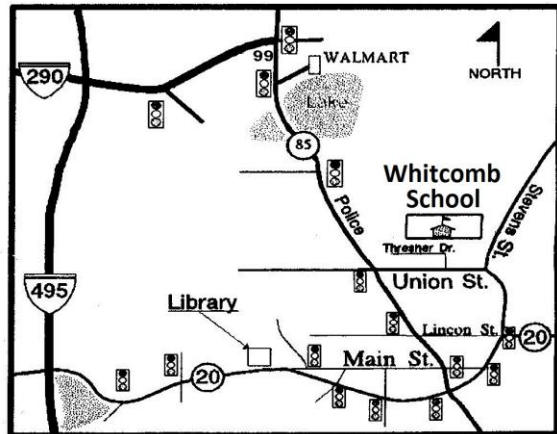 99
WALMART
290
NORTH
Lake
85
Whitcomb
School
Police
Stevens St.
Thresher Dr.
495
Union St.
Library
Lincon St.
20
Main St.
20